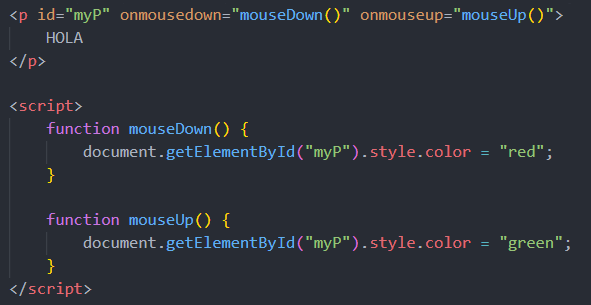 <p id="myP" onmousedown="mouseDown()" onmouseup="mouseUp()">
    HOLA
</p>

<script>
    function mouseDown() {
        document.getElementById("myP").style.color = "red";
    }

    function mouseUp() {
        document.getElementById("myP").style.color = "green";
    }
</script>